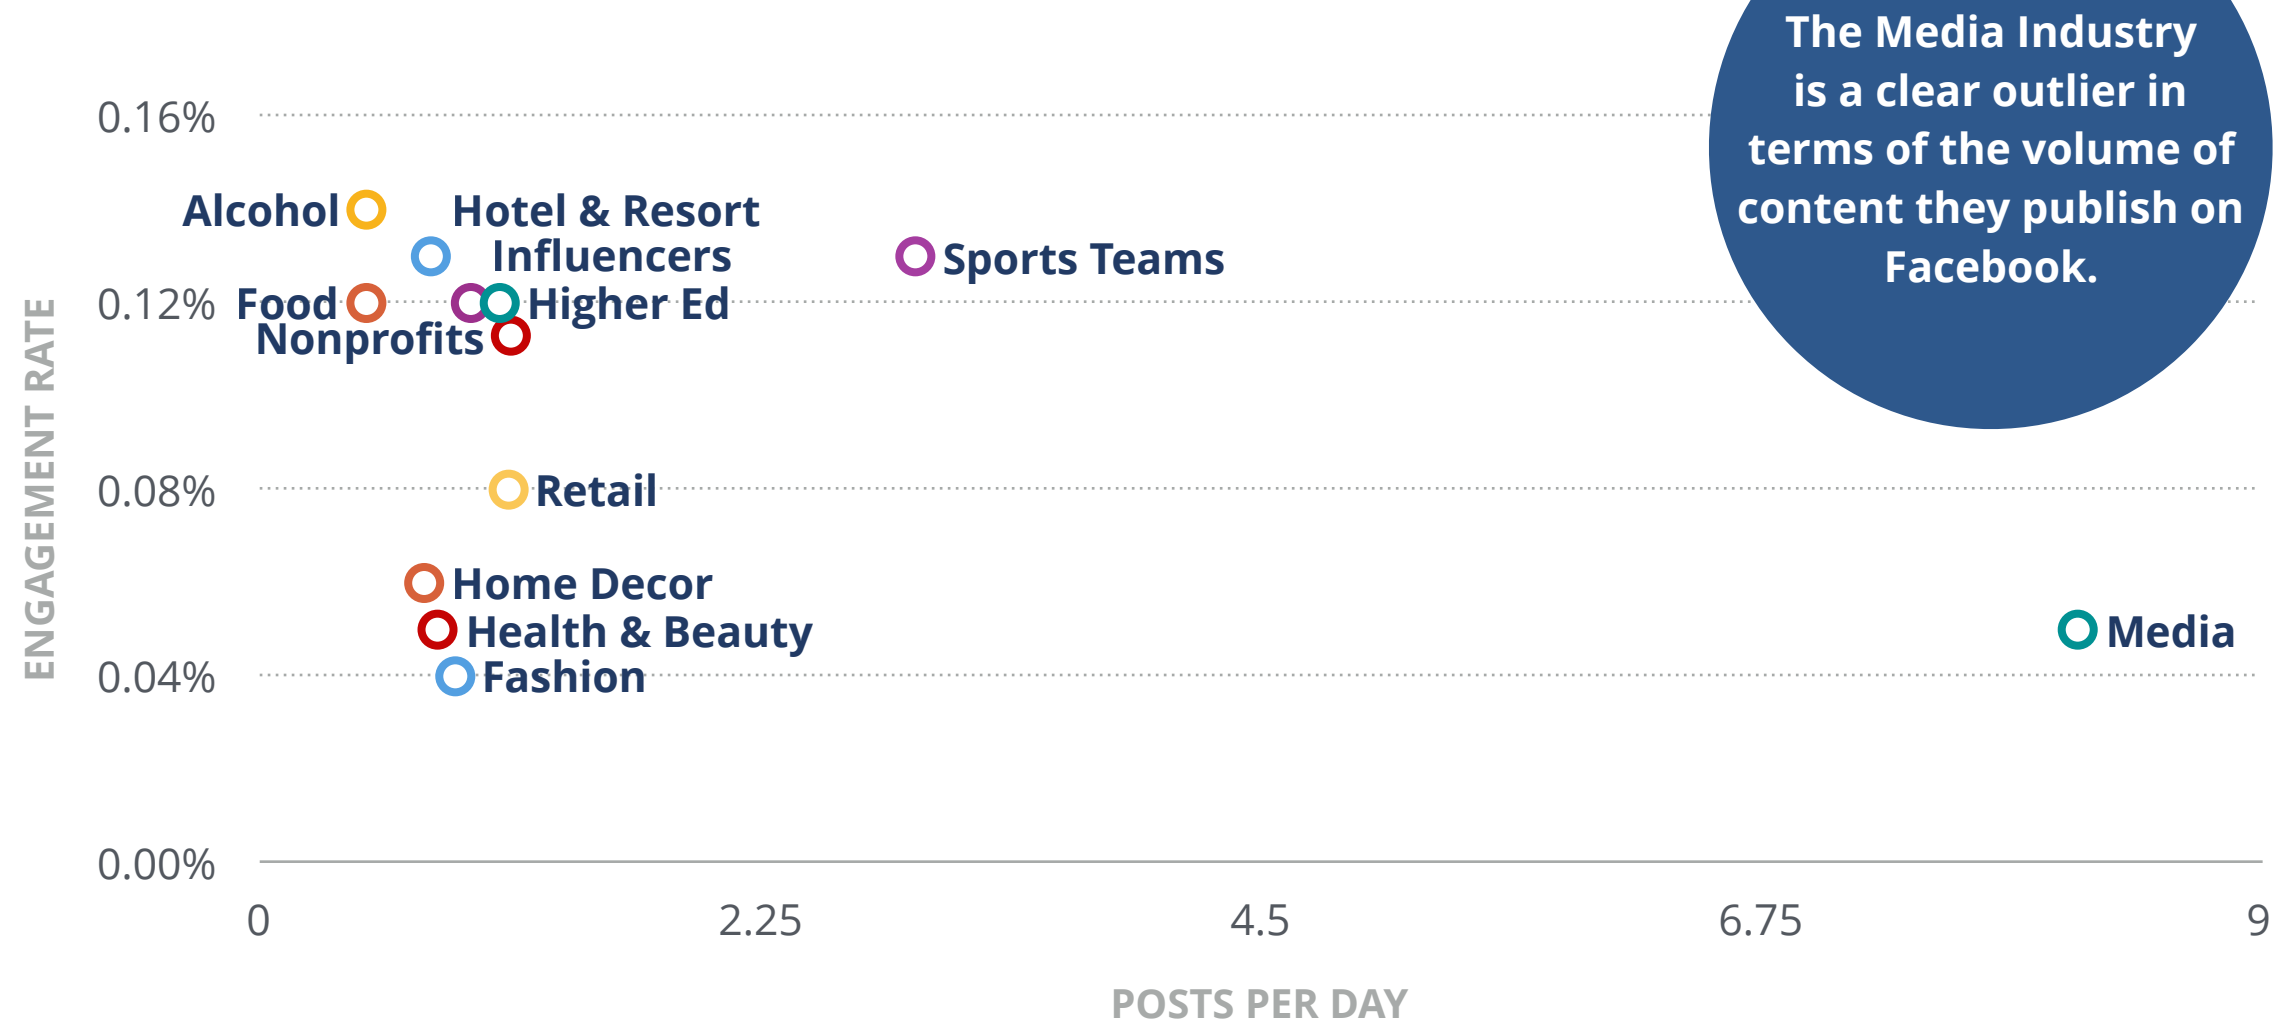 The Media Industry
is a clear outlier in
terms of the volume of
content they publish on
Facebook.
ENGAGEMENT RATE
0.16%
Alcohol
Hotel & Resort
Influencers
Sports Teams
0.12%
Food
Higher Ed
Nonprofits
0.08%
Retail
Home Decor
Health & Beauty
Media
0.04%
Fashion
0.00%
0 2.25 4.5 6.75 9
POSTS PER DAY